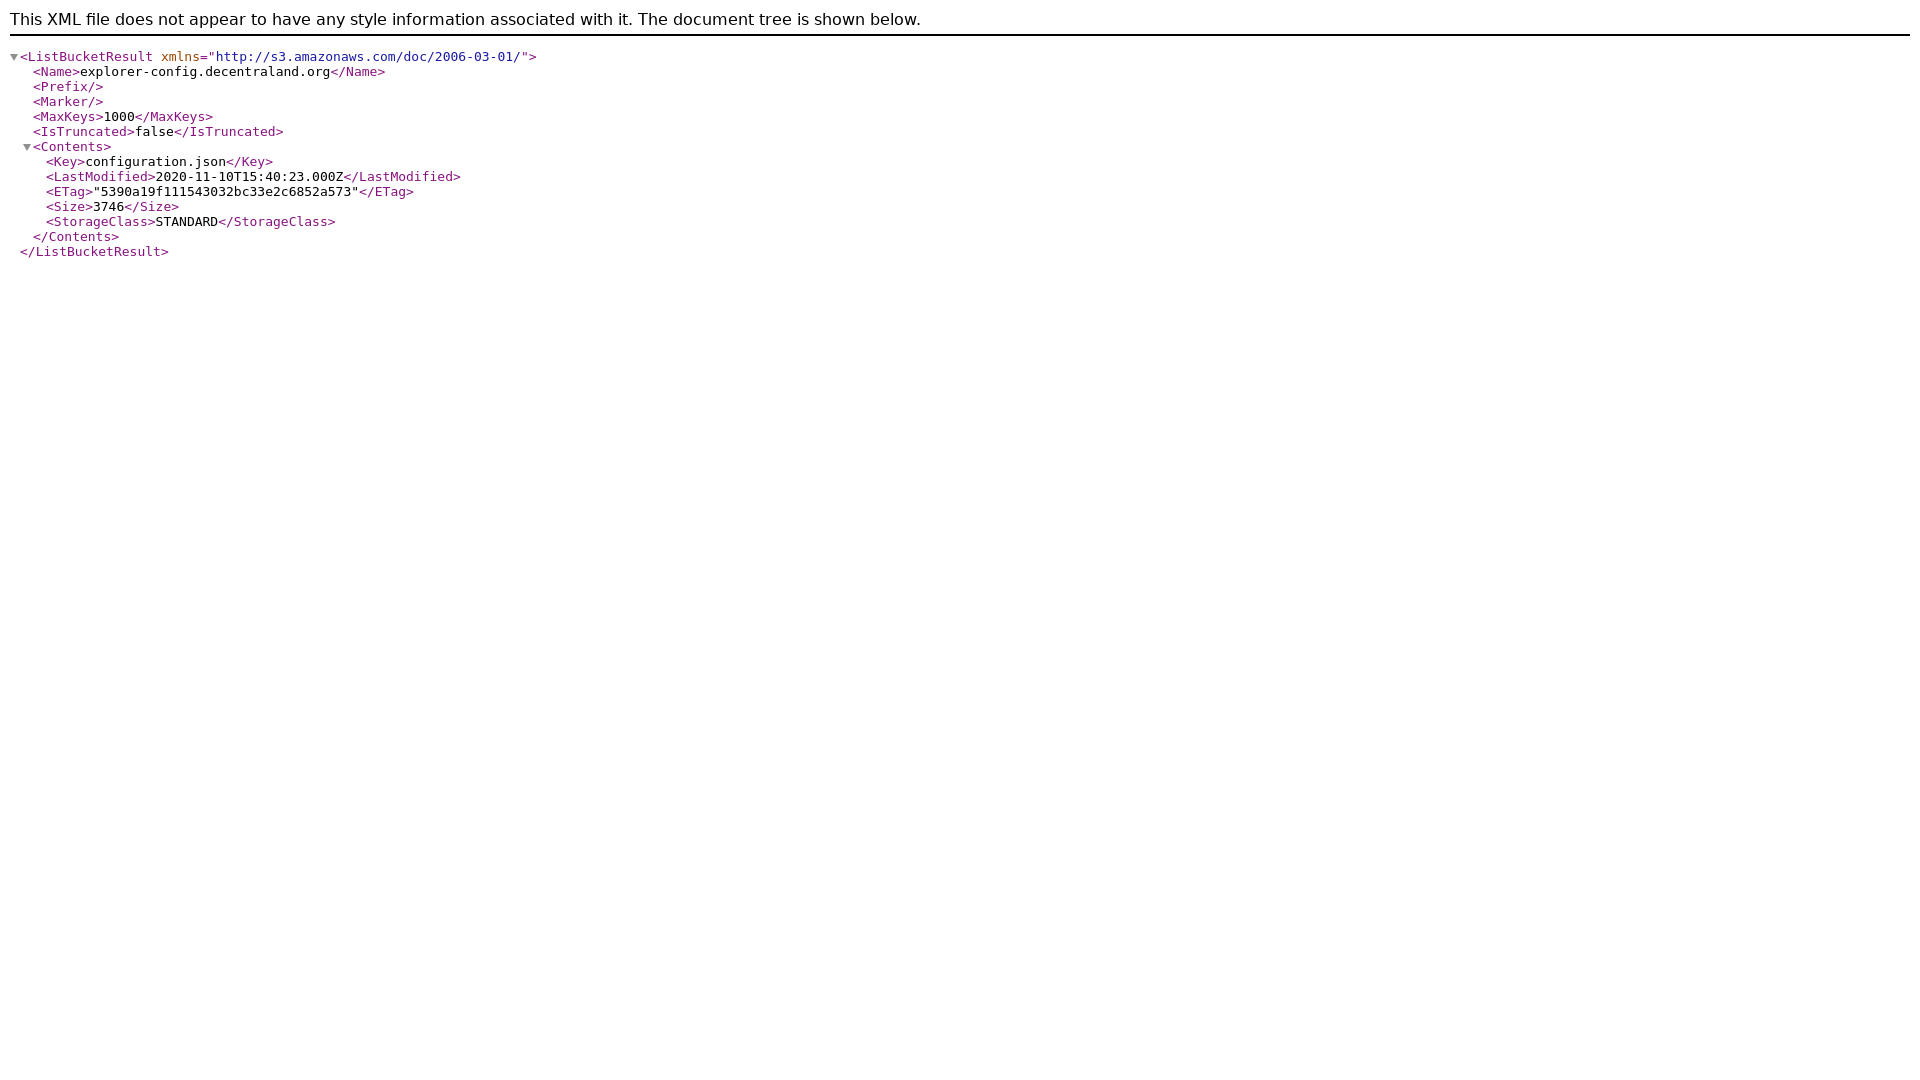 This XML file does not appear to have any style information associated with it. The document tree is shown below.
<ListBucketResult xmlns="http://s3.amazonaws.com/doc/2006-03-01/">
<Name>explorer-config.decentraland.org</Name>
<Prefix/>
<Marker/>
<MaxKeys>1000</MaxKeys>
<IsTruncated>false</IsTruncated>
<Contents>
<Key>configuration.json</Key>
<LastModified>2020-11-10T15:40:23.000Z</LastModified>
<ETag>"5390a19f111543032bc33e2c6852a573"</ETag>
<Size>3746</Size>
<StorageClass>STANDARD</StorageClass>
</Contents>
</ListBucketResult>